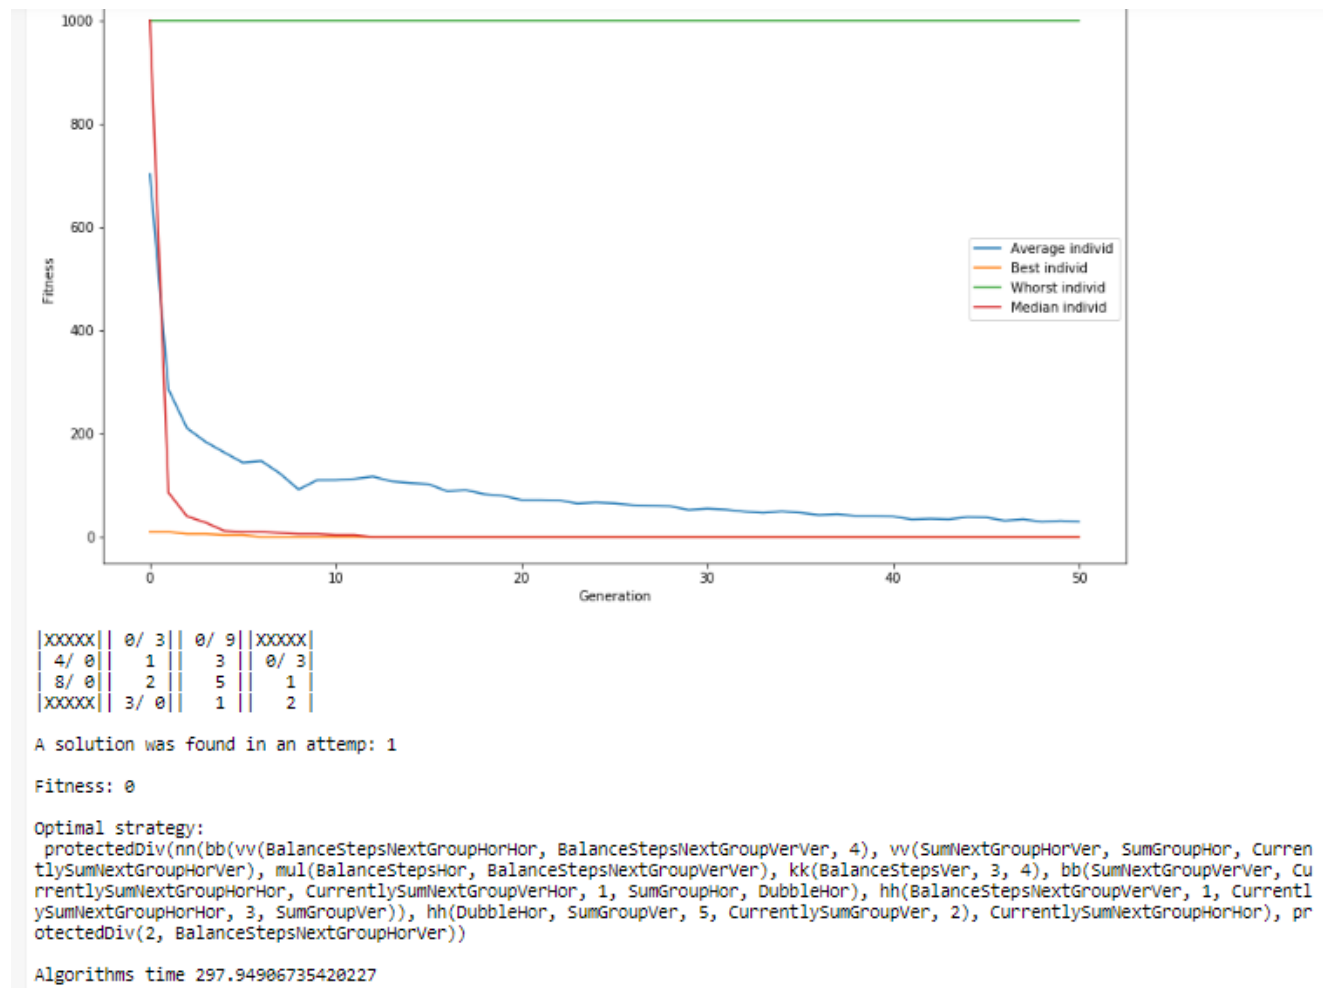 1000
800
600
400
200
0
Fitness
0 10 20 30 40 50
Generation
Average individ
Best individ
Whorst individ
Median individ
|XXXXX|| 0/ 3|| 0/ 9||XXXXX|
| 4/ 0||   1 ||   3 || 0/ 3|
| 8/ 0||   2 ||   5 ||   1 |
|XXXXX|| 3/ 0||   1 ||   2 |
A solution was found in an attemp: 1
Fitness: 0
Optimal strategy:
protectedDiv(nn(bb(vv(BalanceStepsNextGroupHorHor, BalanceStepsNextGroupVerVer, 4), vv(SumNextGroupHorVer, SumGroupHor, Curren
tlySumNextGroupHorVer), mul(BalanceStepsHor, BalanceStepsNextGroupVerVer), kk(BalanceStepsVer, 3, 4), bb(SumNextGroupVerVer, Cu
rrentlySumNextGroupHorHor, CurrentlySumNextGroupVerHor, 1, SumGroupHor, DubbleHor), hh(BalanceStepsNextGroupVerVer, 1, Currentl
ySumNextGroupHorHor, 3, SumGroupVer)), hh(DubbleHor, SumGroupVer, 5, CurrentlySumGroupVer, 2), CurrentlySumNextGroupHorHor), pr
otectedDiv(2, BalanceStepsNextGroupHorVer))
Algorithms time 297.94906735420227